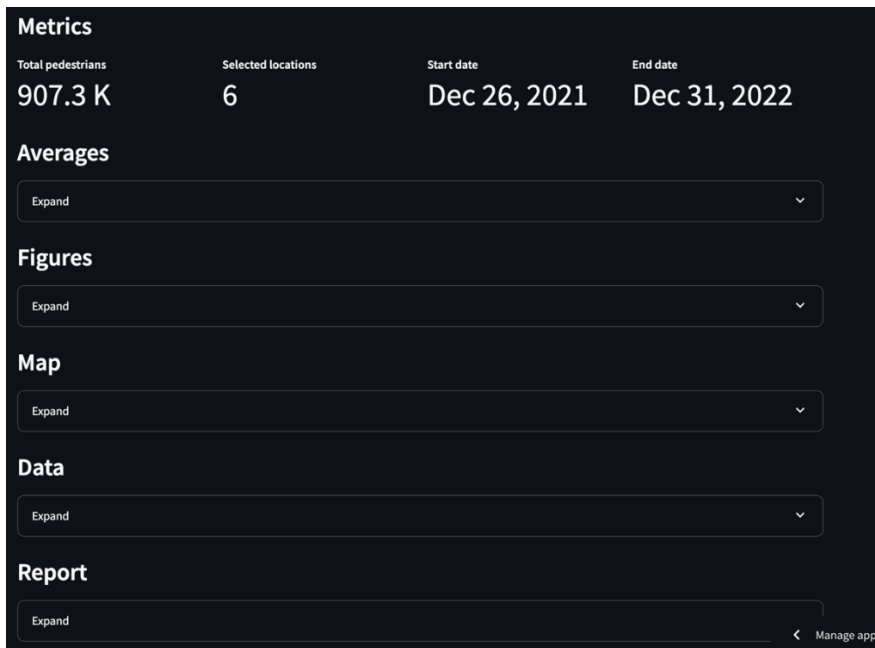 Metrics
Total pedestrians Selected locations Start date End date
907.3 K 6 Dec 26, 2021 Dec 31, 2022
Averages
Expand
Figures
Expand
Map
Expand
Data
Expand
Report
Expand
Manage app